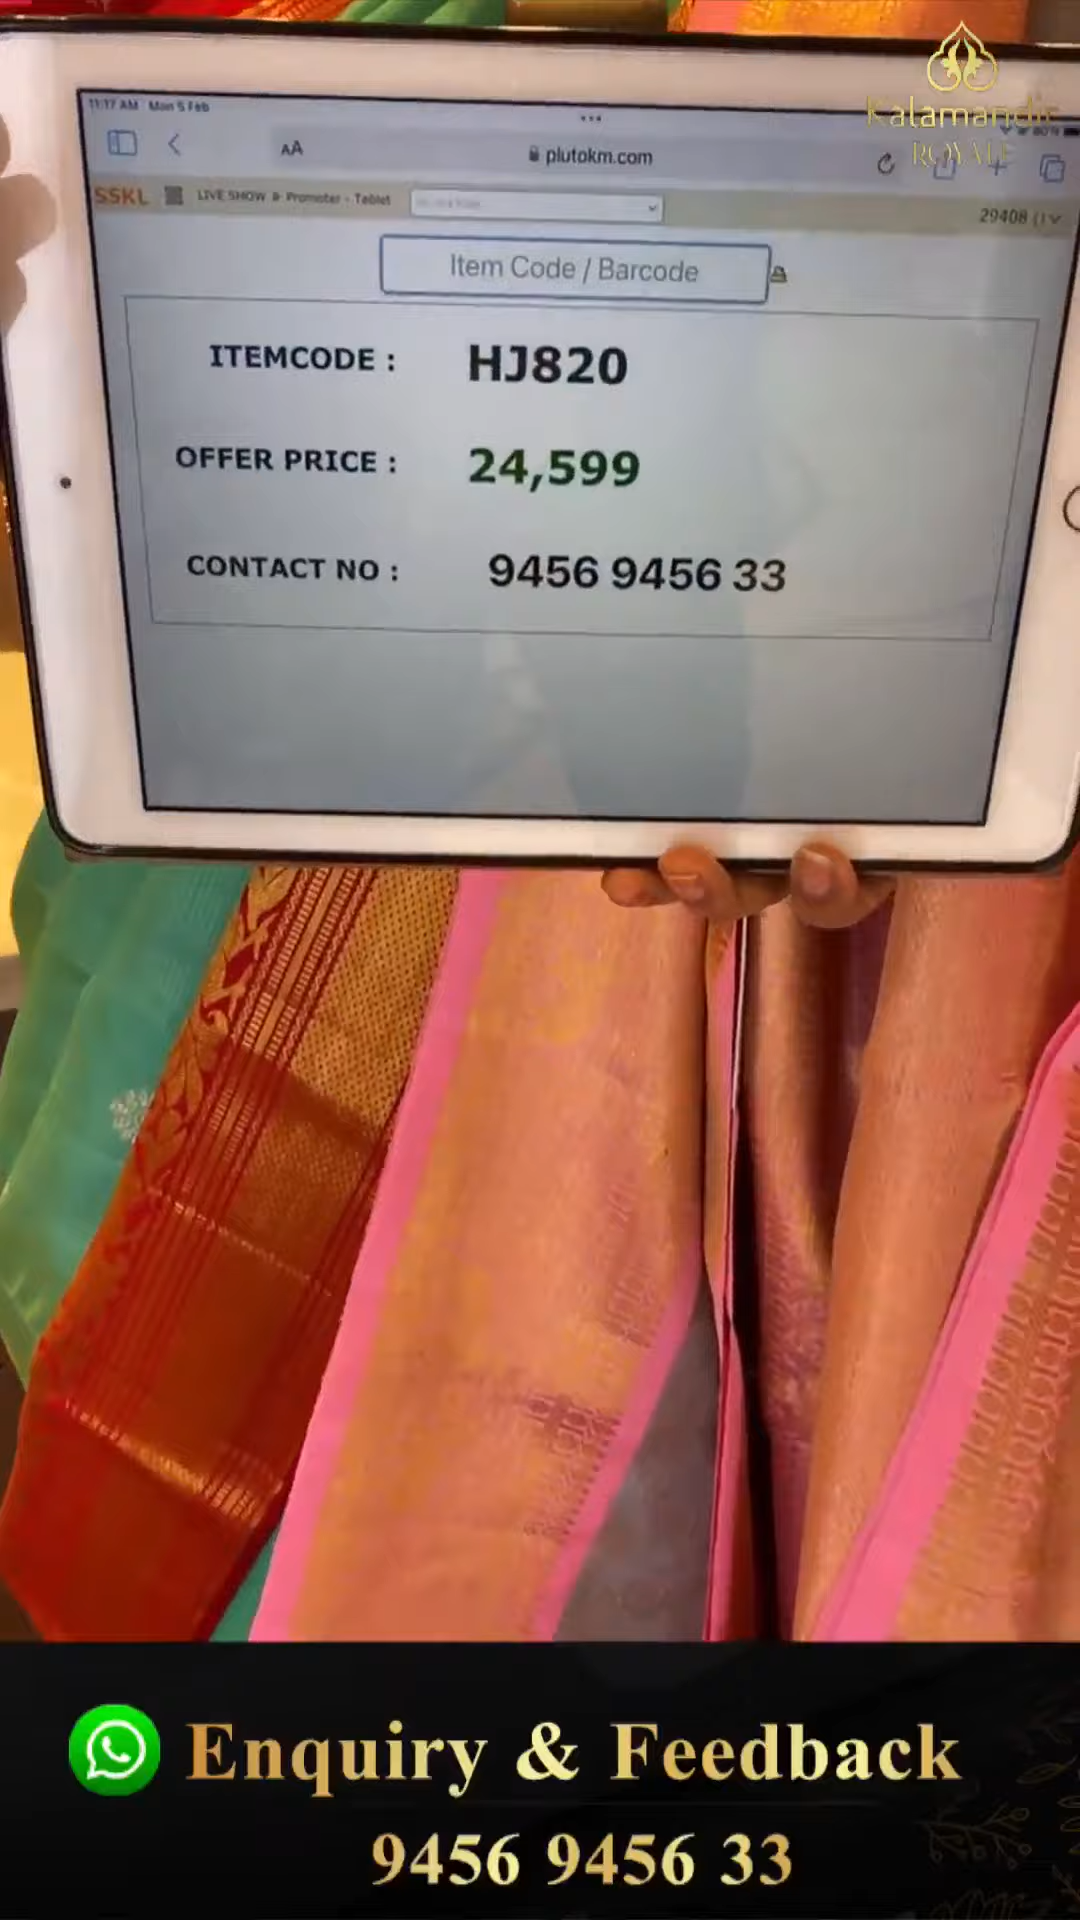 Kalamandir
ROYALE
11:17 AM Mon 5 Feb
80%
AA
plutokm.com
SSKL
LIVE SHOW
Promoter - Tablet
29408
Item Code / Barcode
ITEMCODE : HJ820
OFFER PRICE : 24,599
CONTACT NO : 9456 9456 33
Enquiry & Feedback
9456 9456 33